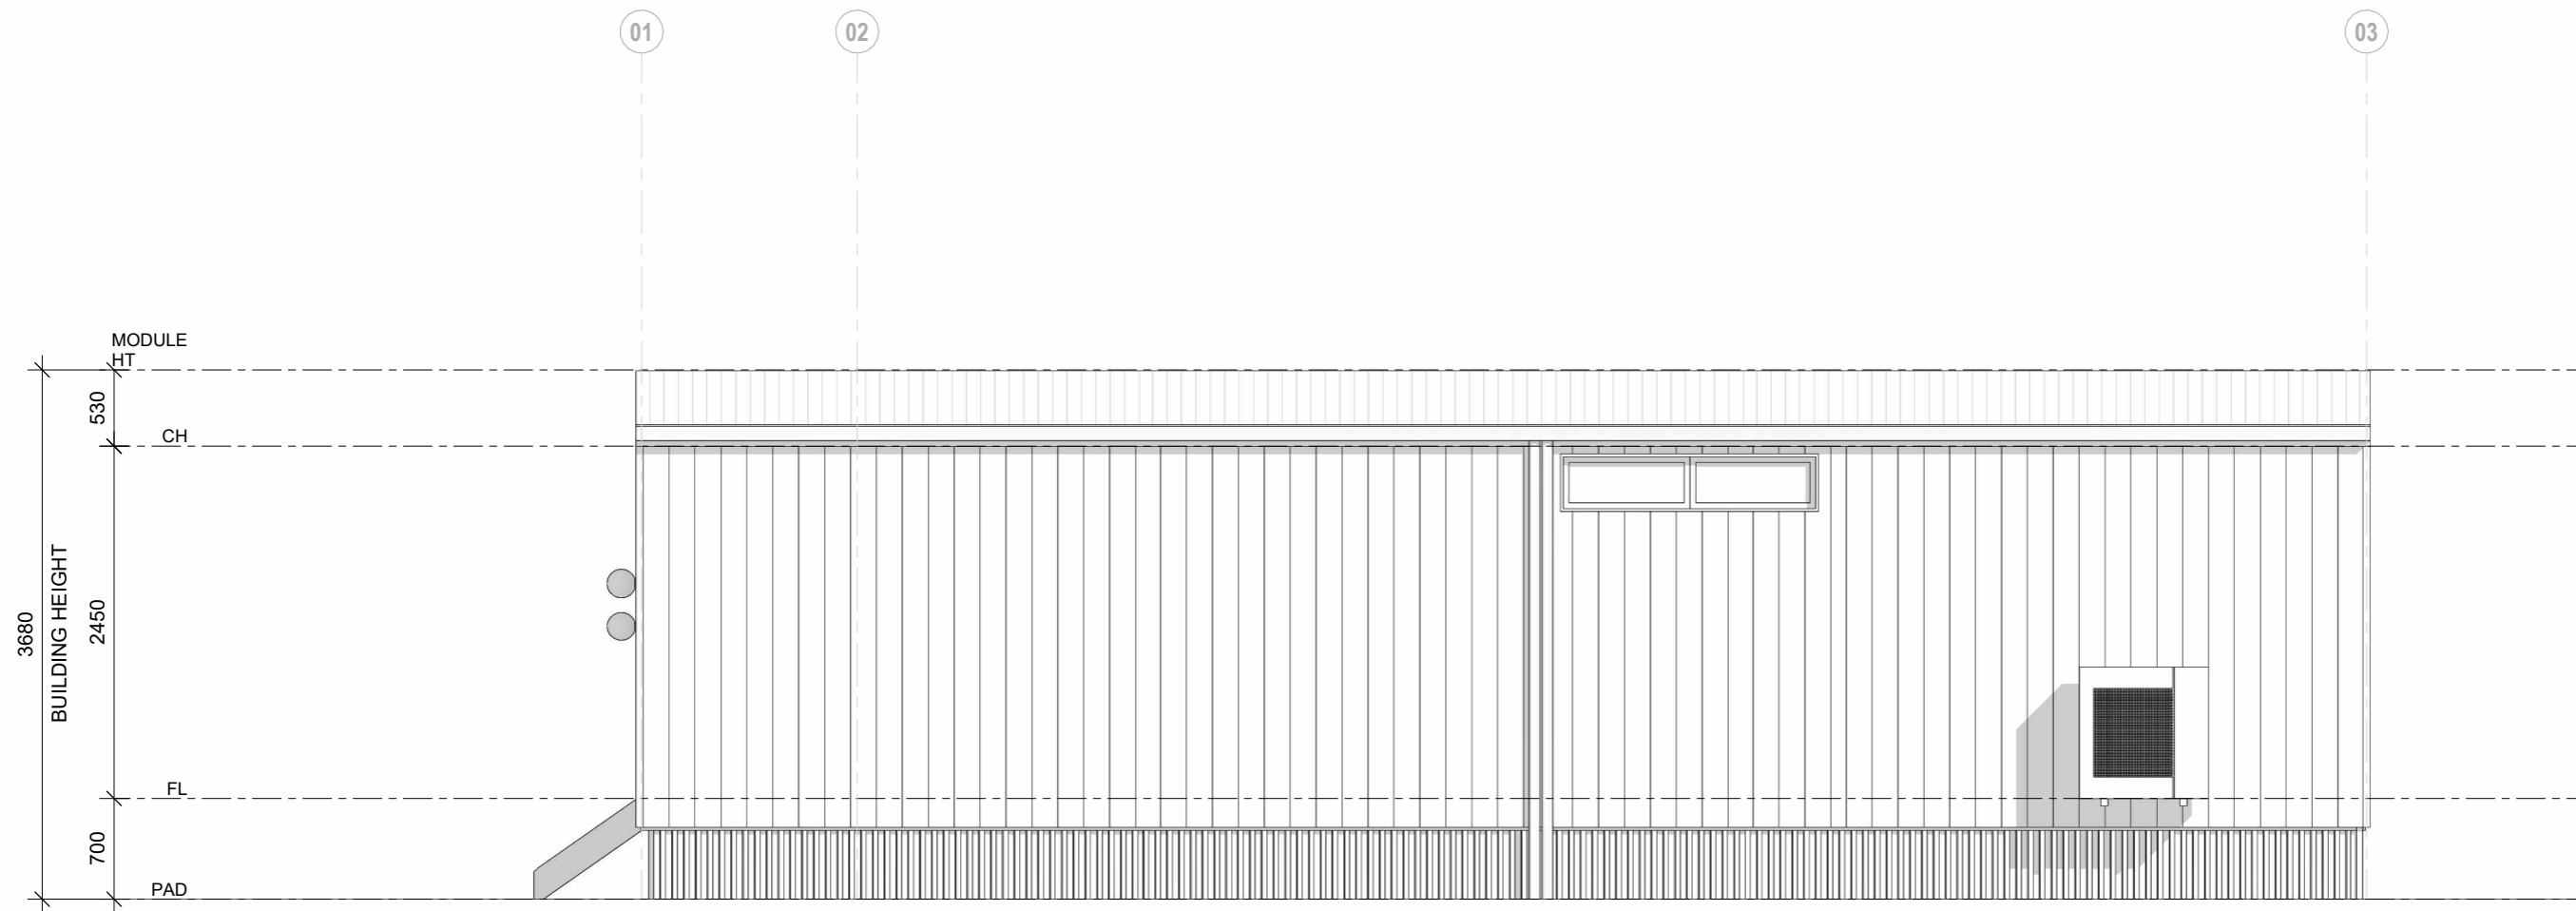 01
02
03
MODULE
HT
530
CH
3680
BUILDING HEIGHT
2450
FL
700
PAD